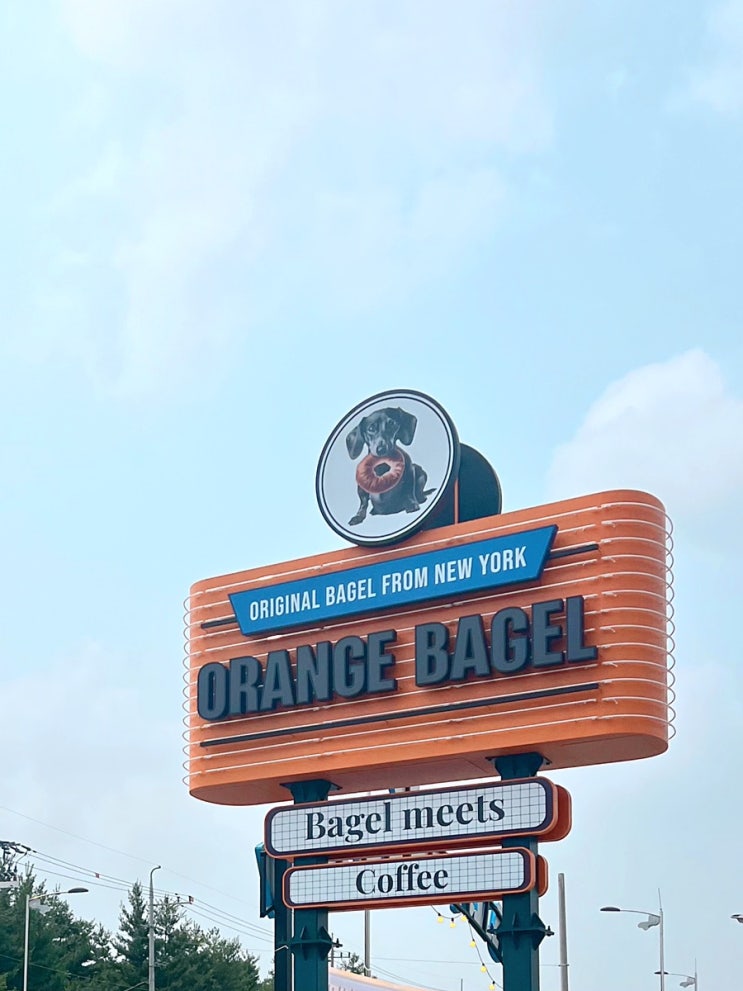 ORIGINAL BAGEL FROM NEW YORK
ORANGE BAGEL
Bagel meets
Coffee